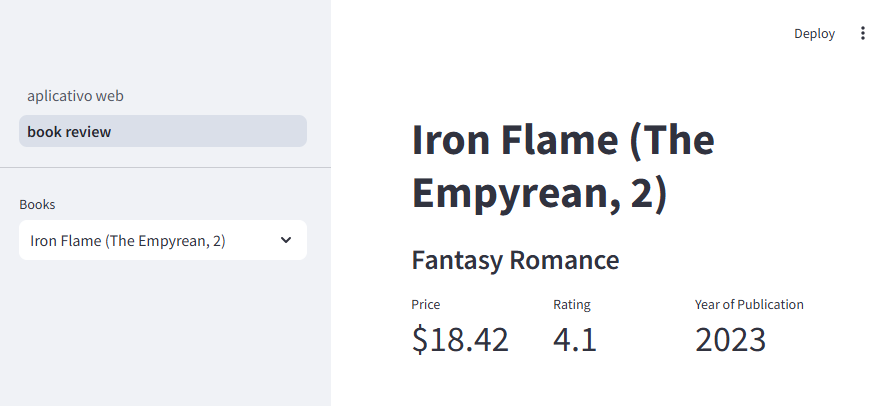 Deploy
aplicativo web
book review
Books
Iron Flame (The Empyrean, 2)
Iron Flame (The
Empyrean, 2)
Fantasy Romance
Price
Rating
Year of Publication
$18.42
4.1
2023